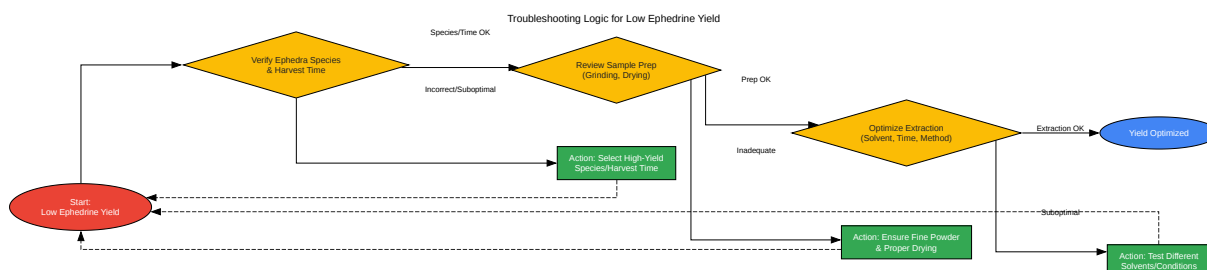 Troubleshooting Logic for Low Ephedrine Yield
Species/Time OK
Verify Ephedra Species
& Harvest Time
Review Sample Prep
(Grinding, Drying)
Prep OK
Incorrect/Suboptimal
Optimize Extraction
(Solvent, Time, Method)
Extraction OK
Yield Optimized
Inadequate
Action: Select High-Yield
Species/Harvest Time
Start:
Low Ephedrine Yield
Suboptimal
Action: Ensure Fine Powder
& Proper Drying
Action: Test Different
Solvents/Conditions